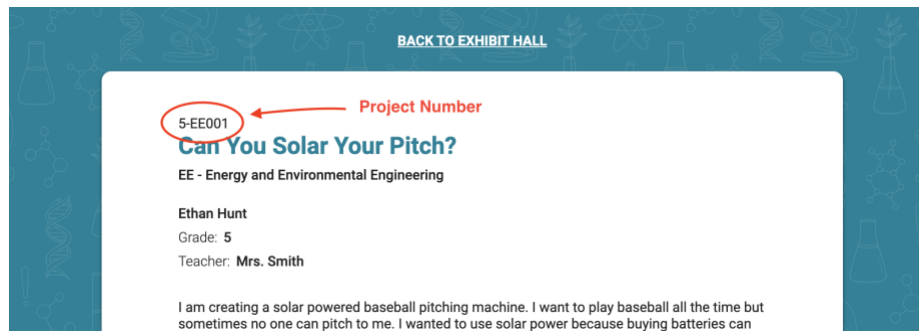 BACK TO EXHIBIT HALL
Project Number
5-EE001
Can You Solar Your Pitch?
EE - Energy and Environmental Engineering
Ethan Hunt
Grade: 5
Teacher: Mrs. Smith
I am creating a solar powered baseball pitching machine. I want to play baseball all the time but
sometimes no one can pitch to me. I wanted to use solar power because buying batteries can